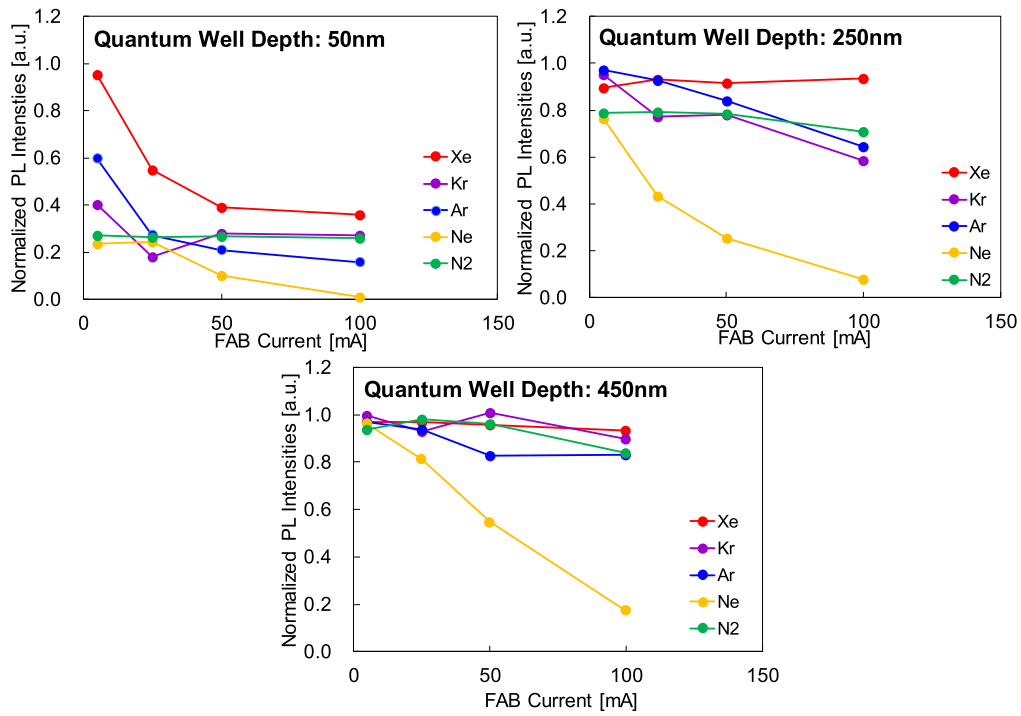 Quantum Well Depth: 50nm
Normalized PL Intensties [a.u.]
1.2
1.0
0.8
0.6
0.4
0.2
0.0
0
50
100
150
FAB Current [mA]
Xe
Kr
Ar
Ne
N2
Quantum Well Depth: 250nm
Normalized PL Intensities [a.u.]
1.2
1.0
0.8
0.6
0.4
0.2
0.0
0
50
100
150
FAB Current [mA]
Xe
Kr
Ar
Ne
N2
Quantum Well Depth: 450nm
Normalized PL Intensities [a.u.]
1.2
1.0
0.8
0.6
0.4
0.2
0.0
0
50
100
150
FAB Current [mA]
Xe
Kr
Ar
Ne
N2